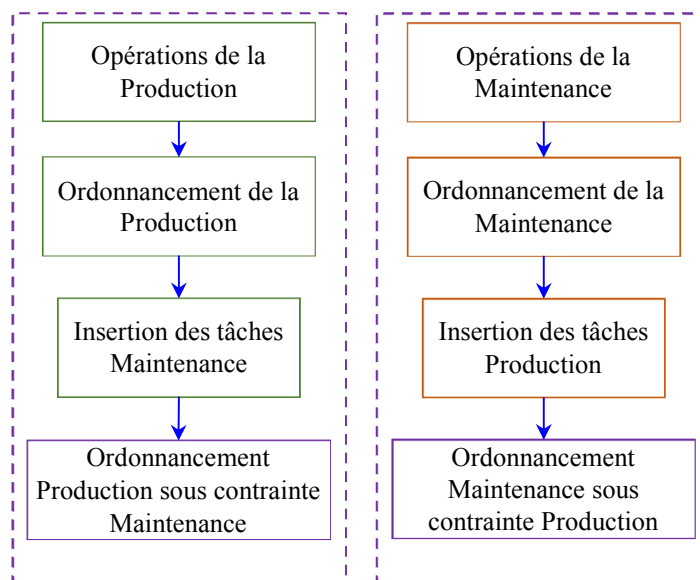 Opérations de la
Production
Ordonnancement de la
Production
Insertion des tâches
Maintenance
Ordonnancement
Production sous contrainte
Maintenance
Opérations de la
Maintenance
Ordonnancement de la
Maintenance
Insertion des tâches
Production
Ordonnancement
Maintenance sous
contrainte Production